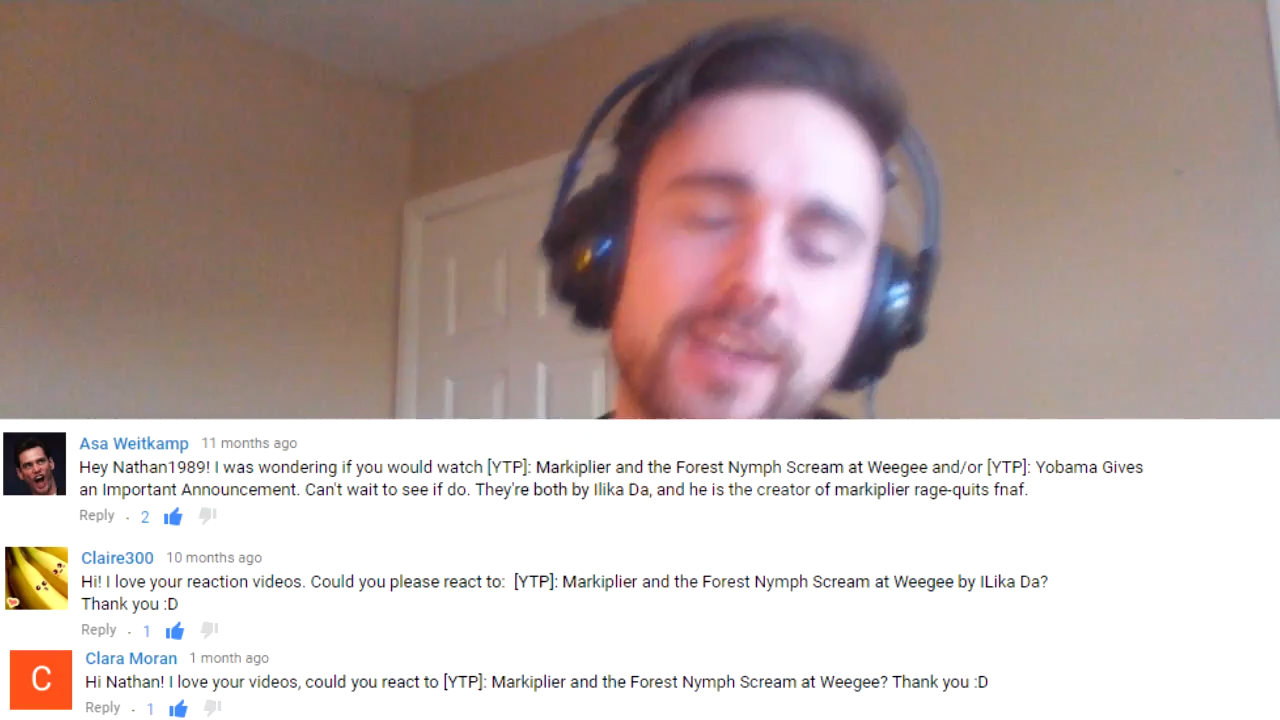 Asa Weitkamp 11 months ago
Hey Nathan1989! I was wondering if you would watch [YTP]: Markiplier and the Forest Nymph Scream at Weegee and/or [YTP]: Yobama Gives
an Important Announcement. Can't wait to see if do. They're both by Ilika Da, and he is the creator of markiplier rage-quits fnaf.
Reply . 2
Claire300 10 months ago
Hi! I love your reaction videos. Could you please react to: [YTP]: Markiplier and the Forest Nymph Scream at Weegee by ILika Da?
Thank you :D
Reply . 1
C
Clara Moran 1 month ago
Hi Nathan! I love your videos, could you react to [YTP]: Markiplier and the Forest Nymph Scream at Weegee? Thank you :D
Reply . 1